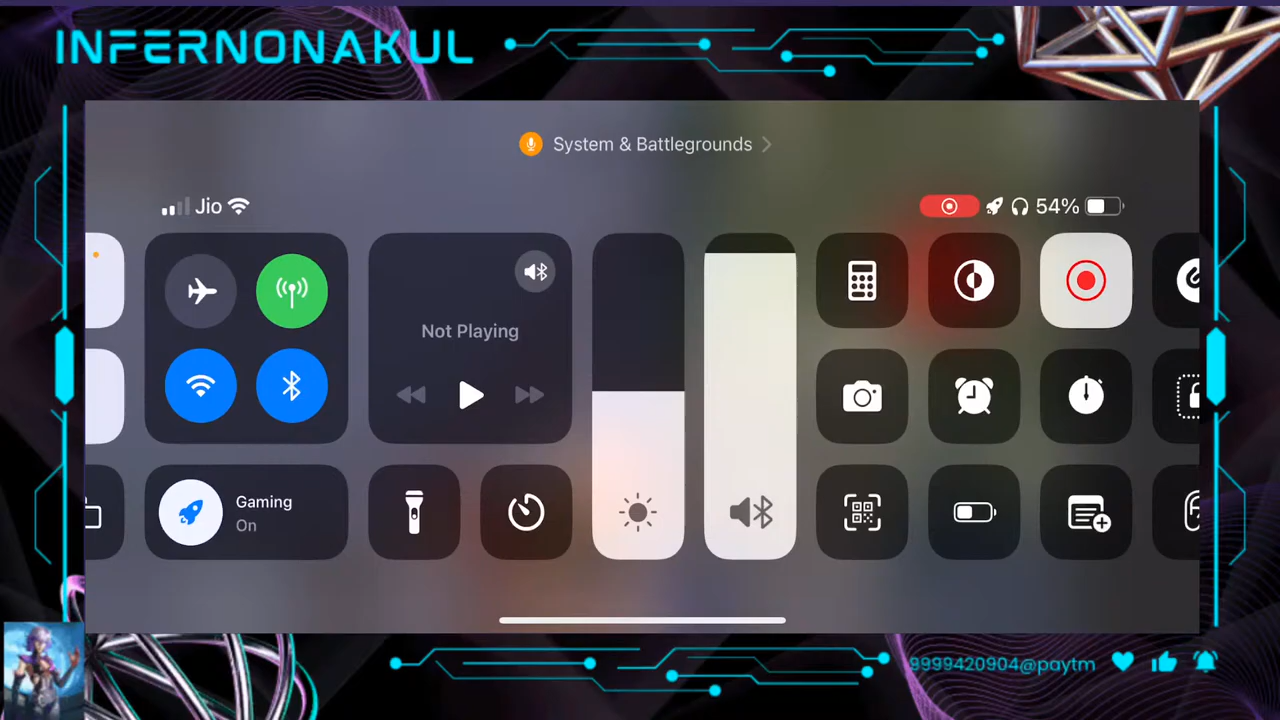 INFERNONAKUL
System & Battlegrounds
Jio
54%
Not Playing
Gaming
On
9999420904@paytm